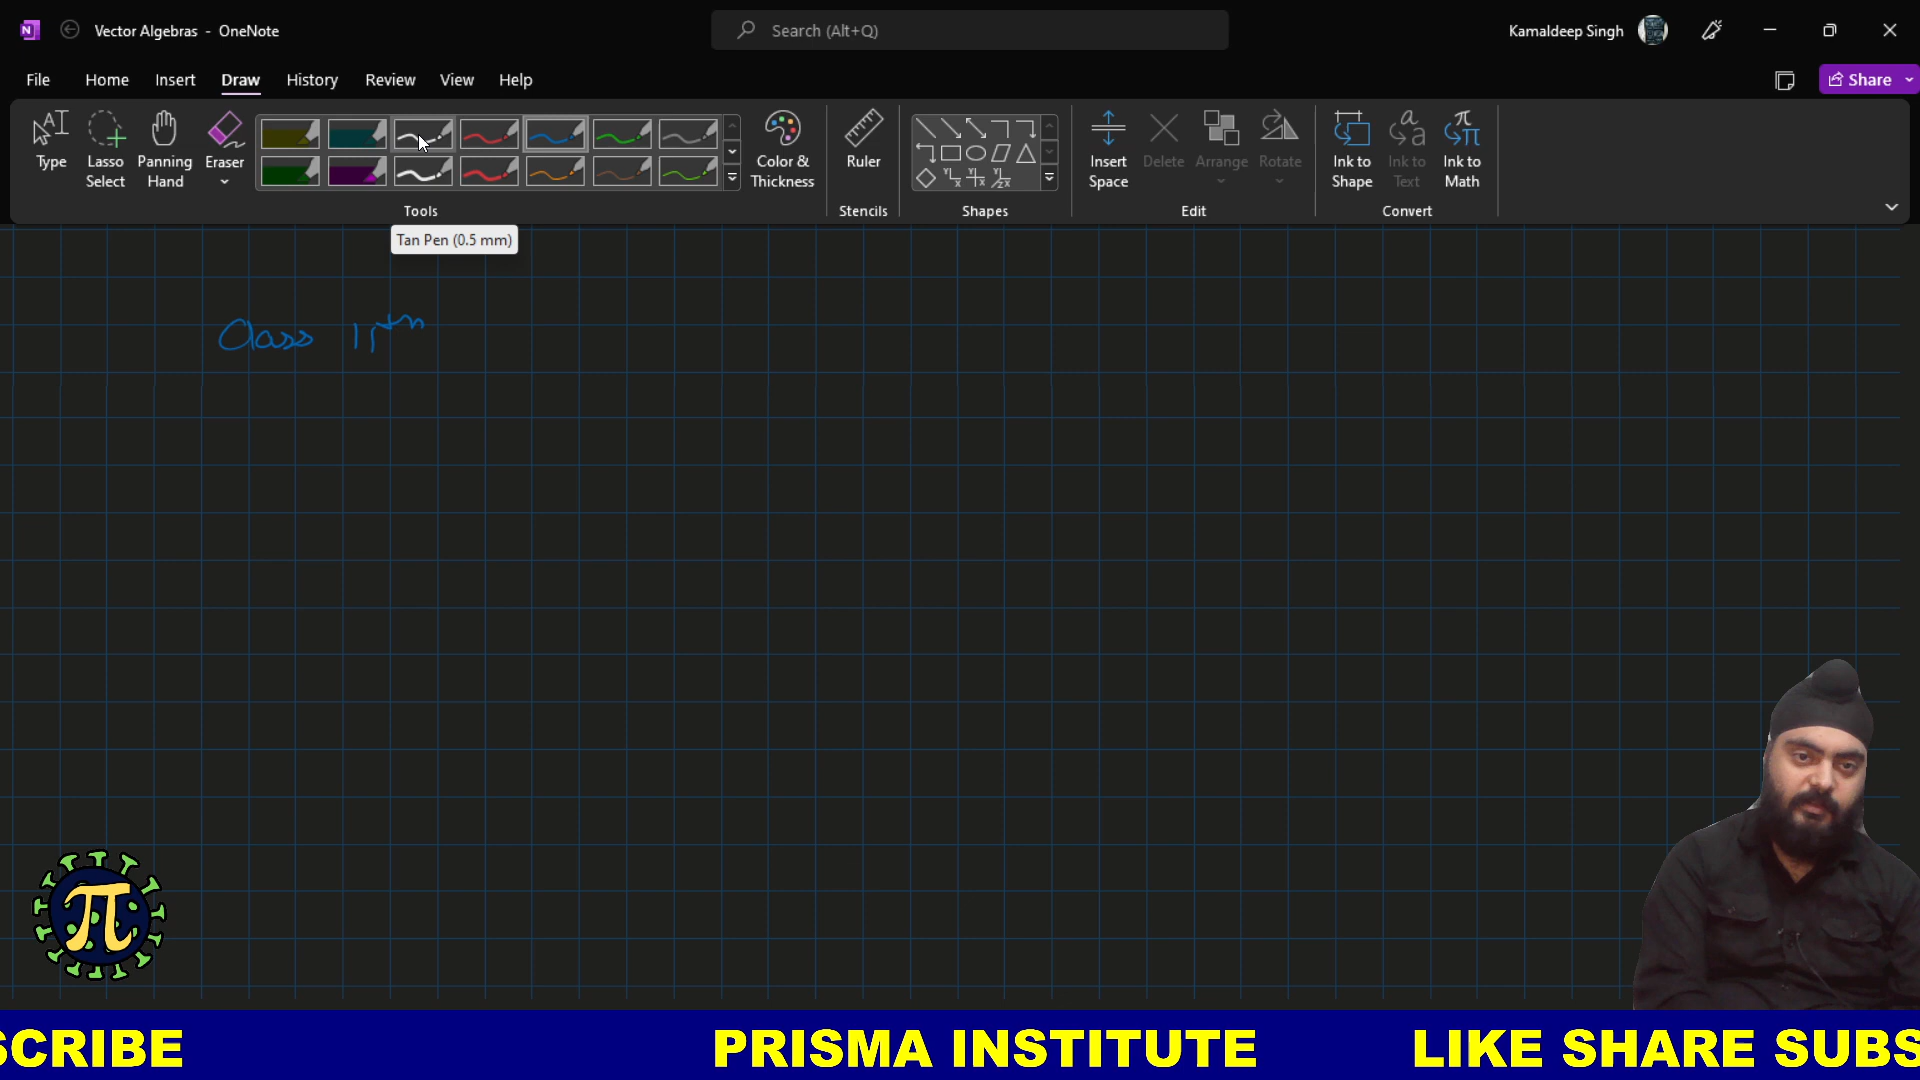 Vector Algebras - OneNote
Search (Alt+Q)
Kamaldeep Singh
File Home Insert Draw History Review View Help
Share
Type
Lasso Select
Panning Hand
Eraser
Color & Thickness
Ruler
Insert Space
Delete
Arrange
Rotate
Ink to Shape
Ink to Text
Ink to Math
Tools
Stencils
Shapes
Edit
Convert
Tan Pen (0.5 mm)
Class 11th
π
SCRIBE PRISMA INSTITUTE LIKE SHARE SUBS